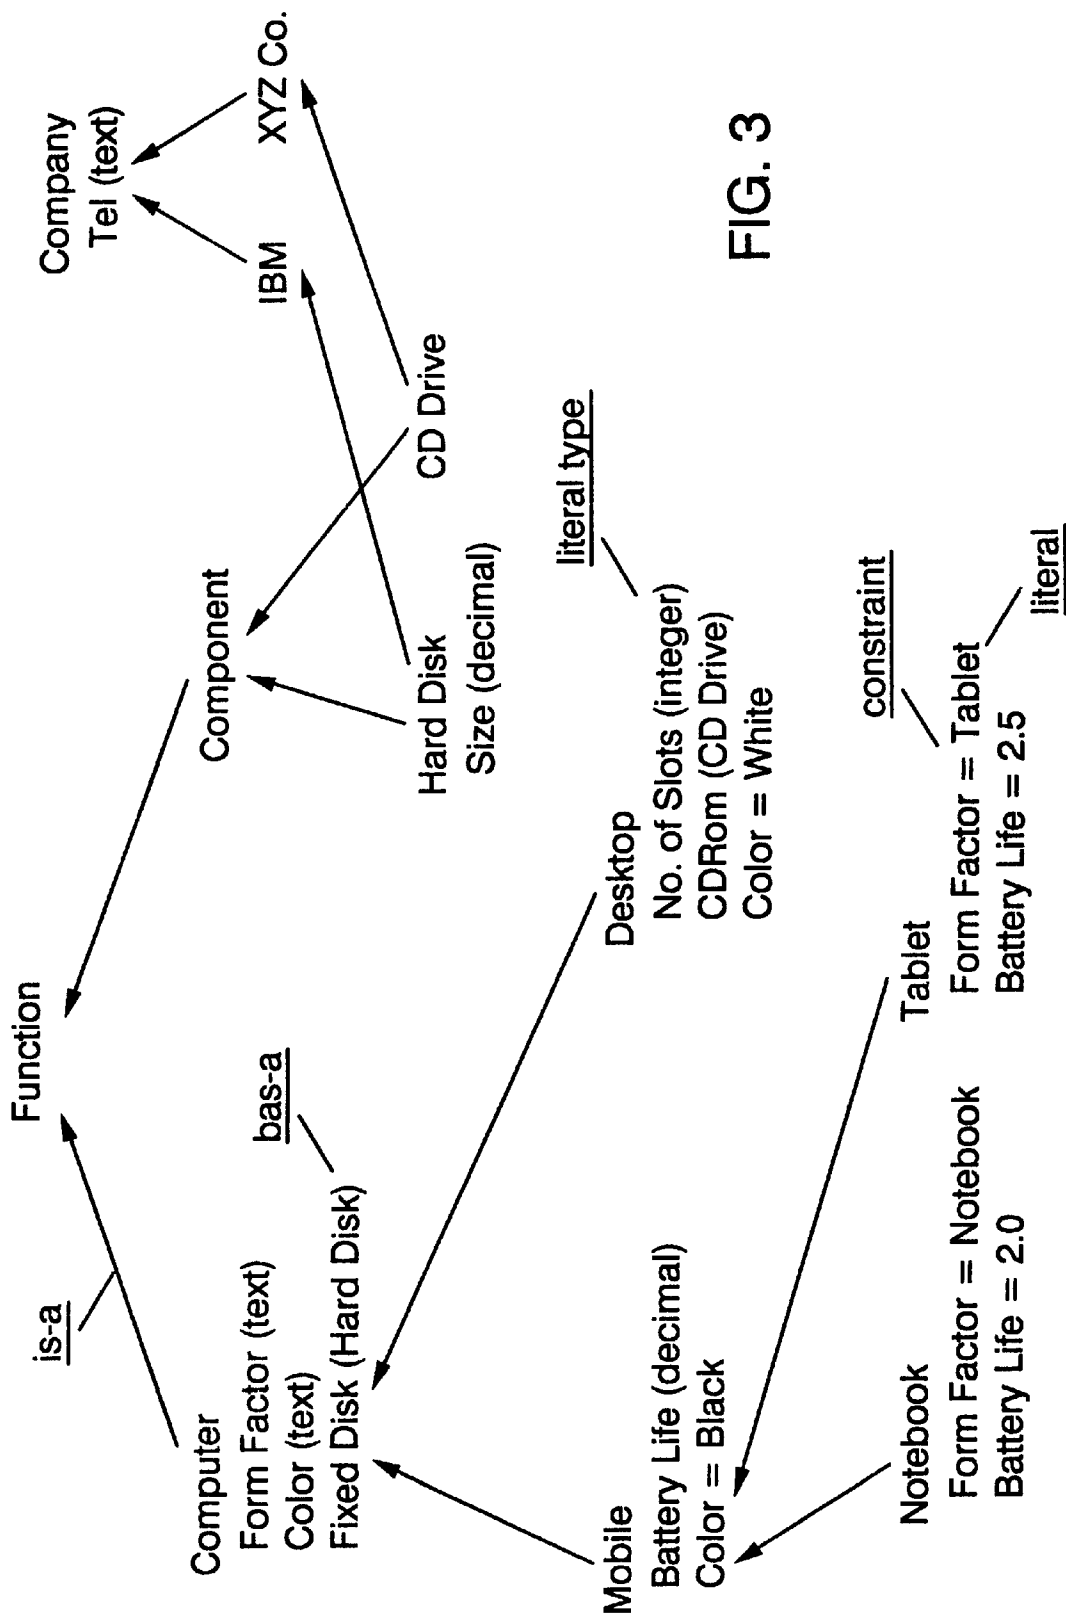 Function
is-a
Company
Tel (text)
Computer
Form Factor (text)
Color (text)
Fixed Disk (Hard Disk)
bas-a
Component
IBM
XYZ Co.
Hard Disk
Size (decimal)
CD Drive
Mobile
Battery Life (decimal)
Color = Black
Desktop
No. of Slots (integer)
CDRom (CD Drive)
Color = White
literal type
Notebook
Form Factor = Notebook
Battery Life = 2.0
Tablet
Form Factor = Tablet
Battery Life = 2.5
constraint
literal
FIG. 3